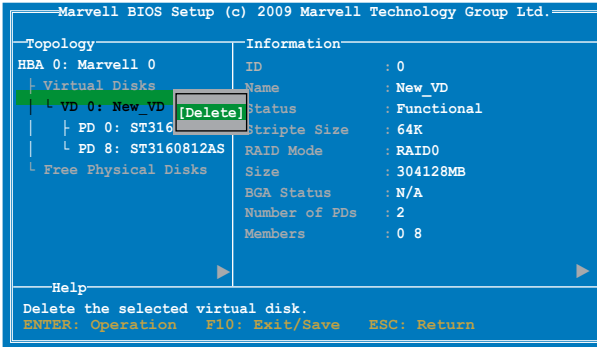 Marvell BIOS Setup (c) 2009 Marvell Technology Group Ltd.
Topology
HBA 0: Marvell 0
Virtual Disks
VD 0: New_VD
[Delete]
PD 0: ST316
PD 8: ST3160812AS
Free Physical Disks
Information
ID : 0
Name : New_VD
Status : Functional
Stripte Size : 64K
RAID Mode : RAID0
Size : 304128MB
BGA Status : N/A
Number of PDs : 2
Members : 0 8
Help
Delete the selected virtual disk.
ENTER: Operation F10: Exit/Save ESC: Return